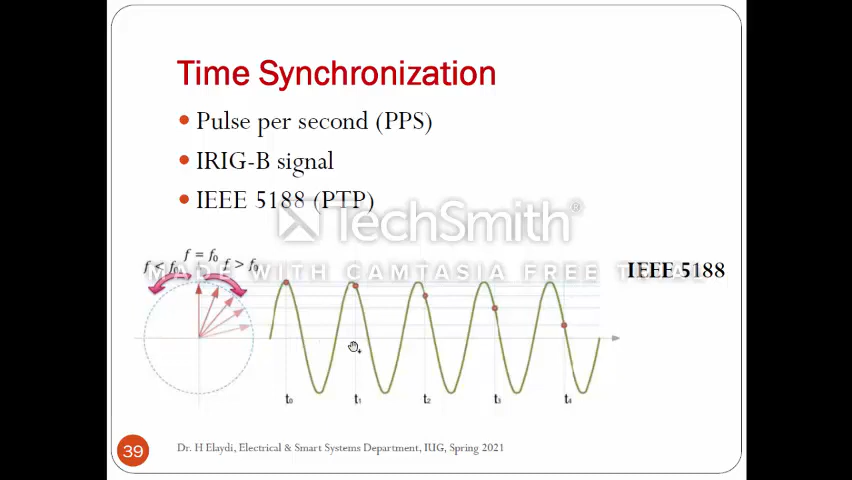 Time Synchronization
Pulse per second (PPS)
IRIG-B signal
IEEE 5188 (PTP)
TechSmith®
MADE WITH CAMTASIA FREE
f < f0
f = f0
f > f0
IEEE 5188
t0 t1 t2 t3 t4
39
Dr. H Elaydi, Electrical & Smart Systems Department, IUG, Spring 2021